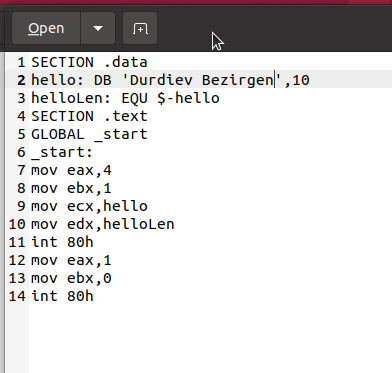 Open
1 SECTION .data
2 hello: DB 'Durdiev Bezirgen',10
3 helloLen: EQU $-hello
4 SECTION .text
5 GLOBAL _start
6 _start:
7 mov eax,4
8 mov ebx,1
9 mov ecx,hello
10 mov edx,helloLen
11 int 80h
12 mov eax,1
13 mov ebx,0
14 int 80h